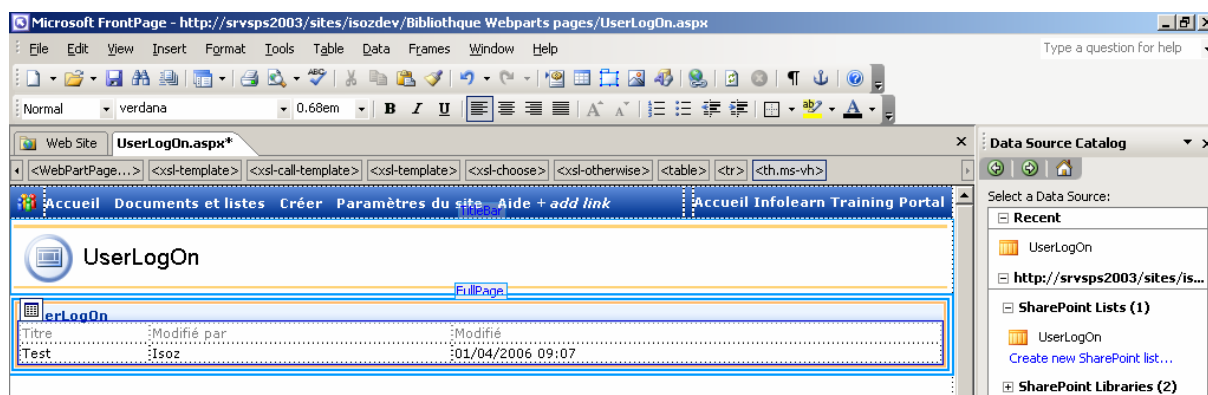 Microsoft FrontPage - http://srvsps2003/sites/isozdev/Bibliothque Webparts pages/UserLogOn.aspx
File Edit View Insert Format Tools Table Data Frames Window Help Type a question for help
Normal verdana 0.68em B I U
Web Site UserLogOn.aspx* Data Source Catalog
<WebPartPage...> <xsl-template> <xsl-call-template> <xsl-template> <xsl-choose> <xsl-otherwise> <table> <tr> <th.ms-vh>
Accueil Documents et listes Créer Paramètres du site Aide + add link Accueil Infolearn Training Portal
TitleBar
Select a Data Source:
Recent
UserLogOn
UserLogOn
http://srvsps2003/sites/is...
FullPage
SharePoint Lists (1)
erLogOn
Titre Modifié par Modifié
UserLogOn
Test Isoz 01/04/2006 09:07
Create new SharePoint list...
SharePoint Libraries (2)